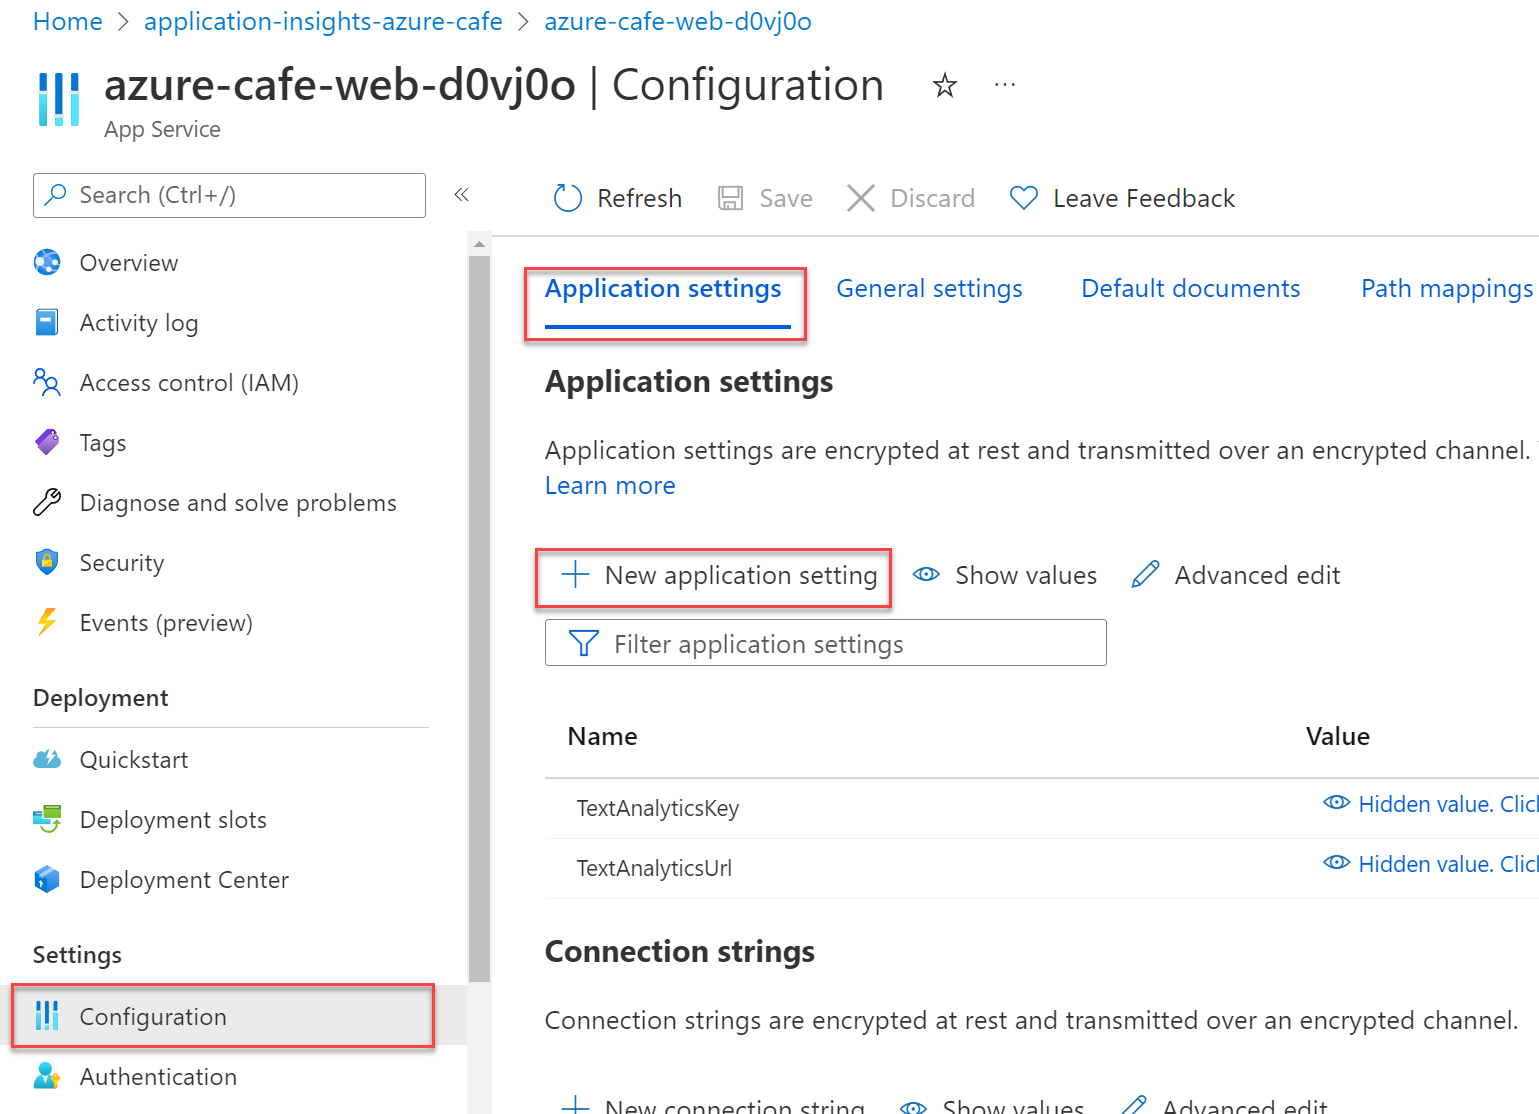 Home > application-insights-azure-cafe > azure-cafe-web-d0vj0o
azure-cafe-web-d0vj0o | Configuration
App Service
Search (Ctrl+/)
Refresh Save Discard Leave Feedback
Overview
Activity log
Access control (IAM)
Tags
Diagnose and solve problems
Security
Events (preview)
Deployment
Quickstart
Deployment slots
Deployment Center
Settings
Configuration
Authentication
Application settings General settings Default documents Path mappings
Application settings
Application settings are encrypted at rest and transmitted over an encrypted channel.
Learn more
New application setting Show values Advanced edit
Filter application settings
Name Value
TextAnalyticsKey Hidden value.
TextAnalyticsUrl Hidden value.
Connection strings
Connection strings are encrypted at rest and transmitted over an encrypted channel.
New connection string Show values Advanced edit